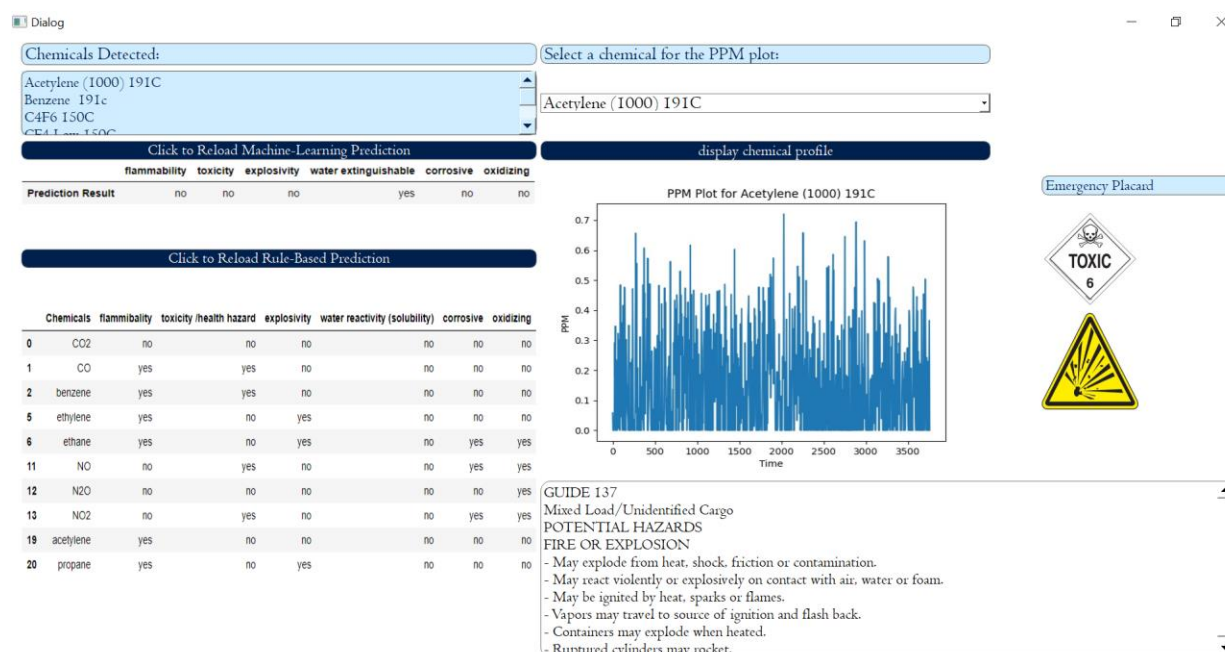 Dialog
Chemicals Detected:
Acetylene (1000) 191C
Benzene 191c
C4F6 150C
CF4 Low 150C
Click to Reload Machine-Learning Prediction
flammability toxicity explosivity water extinguishable corrosive oxidizing
Prediction Result no no no yes no no
Click to Reload Rule-Based Prediction
Chemicals flammibality toxicity /health hazard explosivity water reactivity (solubility) corrosive oxidizing
0 CO2 no no no no no no
1 CO yes yes no no no no
2 benzene yes yes no no no no
5 ethylene yes no yes no no no
6 ethane yes no yes no yes yes
11 NO no yes no no yes yes
12 N2O no no no no no yes
13 NO2 no yes no no yes yes
19 acetylene yes no no no no no
20 propane yes no yes no no no
Select a chemical for the PPM plot:
Acetylene (1000) 191C
display chemical profile
PPM Plot for Acetylene (1000) 191C
PPM
0.7
0.6
0.5
0.4
0.3
0.2
0.1
0.0
0 500 1000 1500 2000 2500 3000 3500
Time
Emergency Placard
TOXIC
6
GUIDE 137
Mixed Load/Unidentified Cargo
POTENTIAL HAZARDS
FIRE OR EXPLOSION
- May explode from heat, shock, friction or contamination.
- May react violently or explosively on contact with air, water or foam.
- May be ignited by heat, sparks or flames.
- Vapors may travel to source of ignition and flash back.
- Containers may explode when heated.
- Ruptured cylinders may rocket.